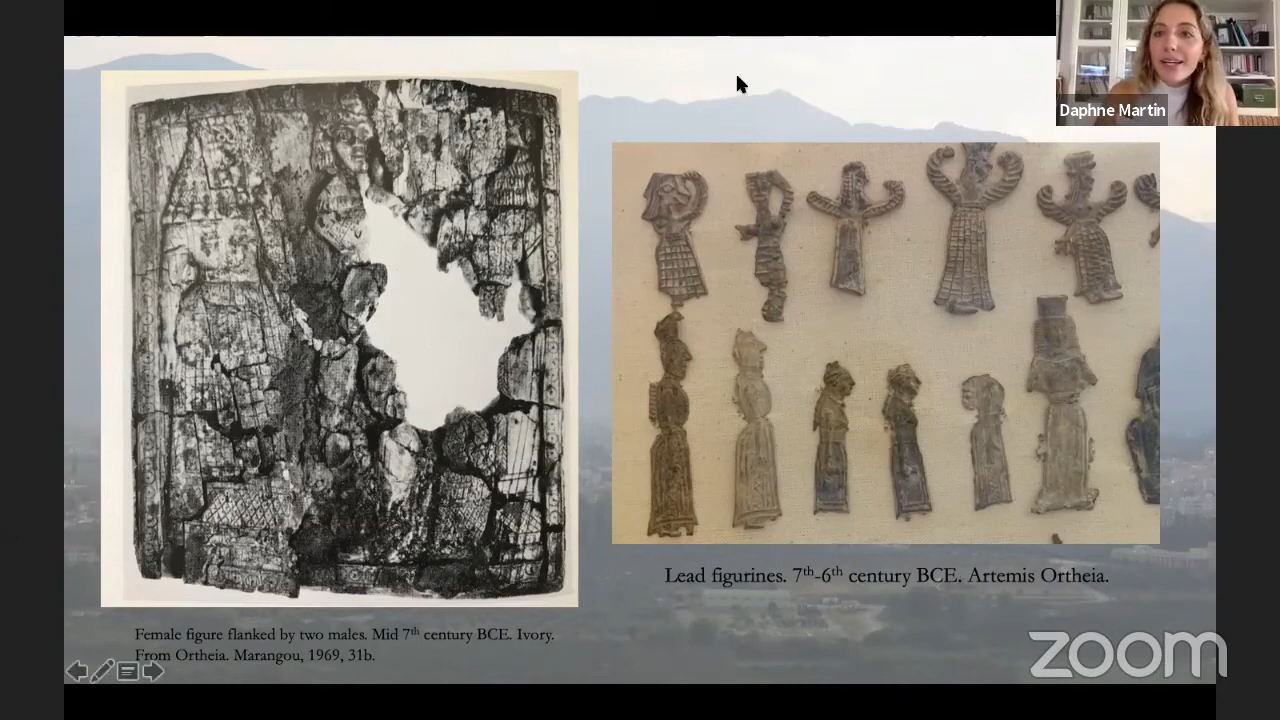 Daphne Martin
Lead figurines. 7th-6th century BCE. Artemis Ortheia.
Female figure flanked by two males. Mid 7th century BCE. Ivory.
From Ortheia. Marangou, 1969, 31b.
zoom